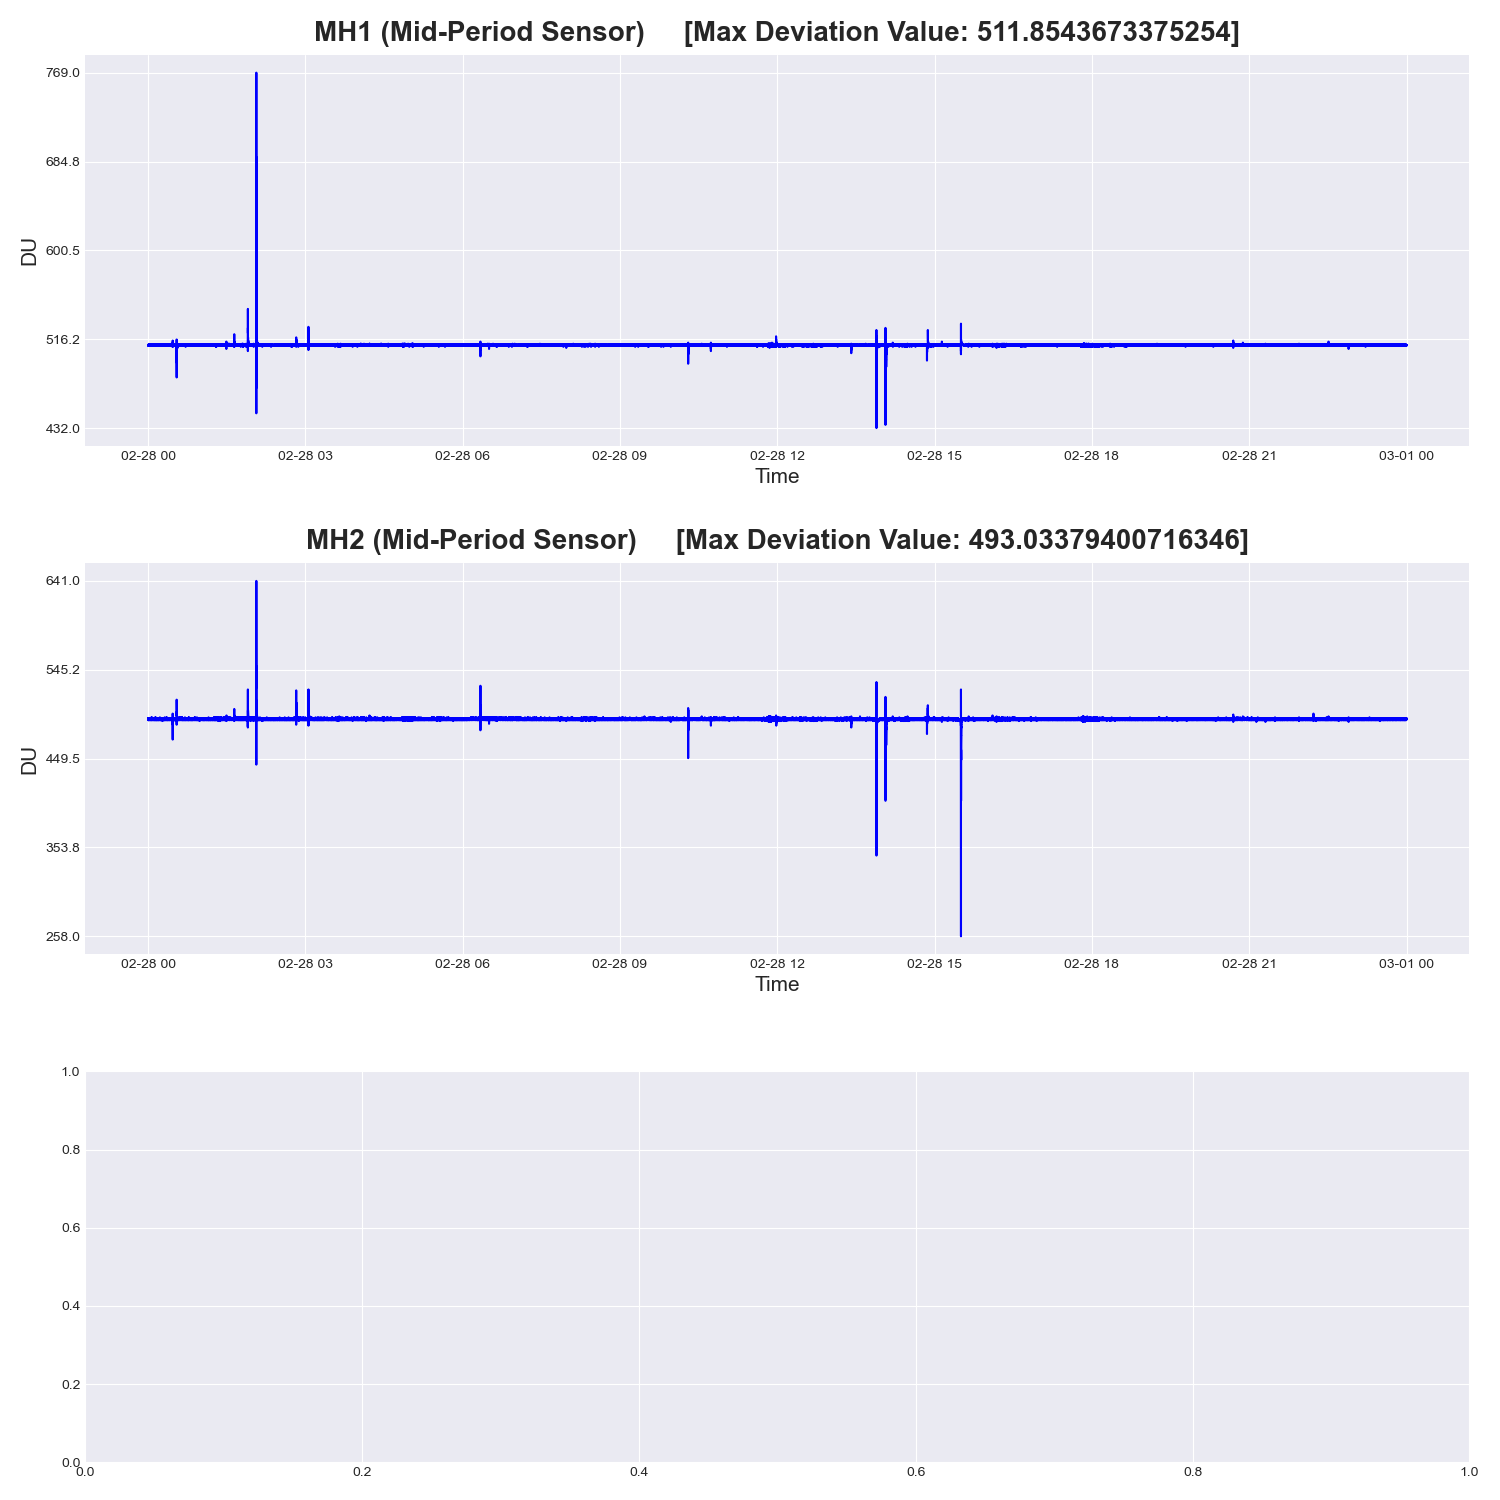 MH1 (Mid-Period Sensor) [Max Deviation Value: 511.8543673375254]
769.0
684.8
600.5
516.2
432.0
DU
02-28 00 02-28 03 02-28 06 02-28 09 02-28 12 02-28 15 02-28 18 02-28 21 03-01 00
Time
MH2 (Mid-Period Sensor) [Max Deviation Value: 493.03379400716346]
641.0
545.2
449.5
353.8
258.0
DU
02-28 00 02-28 03 02-28 06 02-28 09 02-28 12 02-28 15 02-28 18 02-28 21 03-01 00
Time
1.0
0.8
0.6
0.4
0.2
0.0
0.0 0.2 0.4 0.6 0.8 1.0